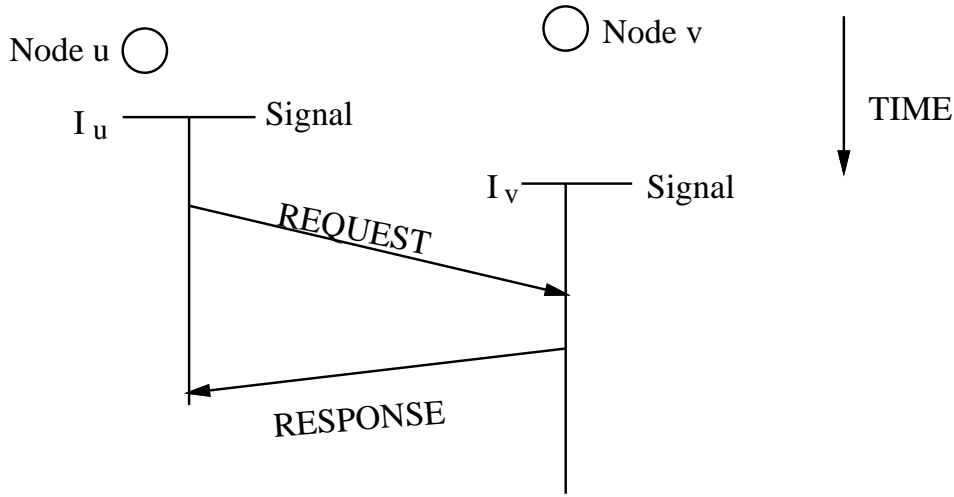 Node u
Node v
TIME
I u
Signal
I v
Signal
REQUEST
RESPONSE